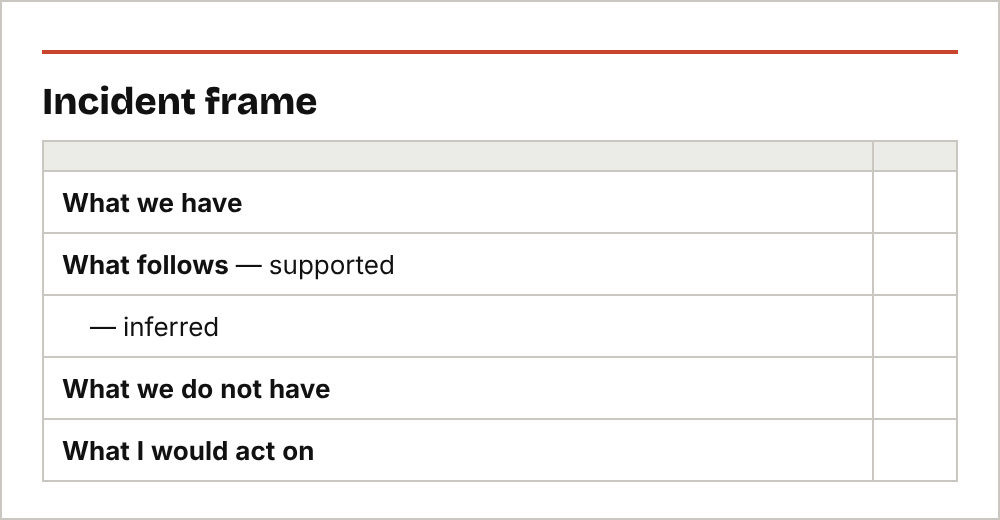 Incident frame
What we have
What follows — supported
— inferred
What we do not have
What I would act on